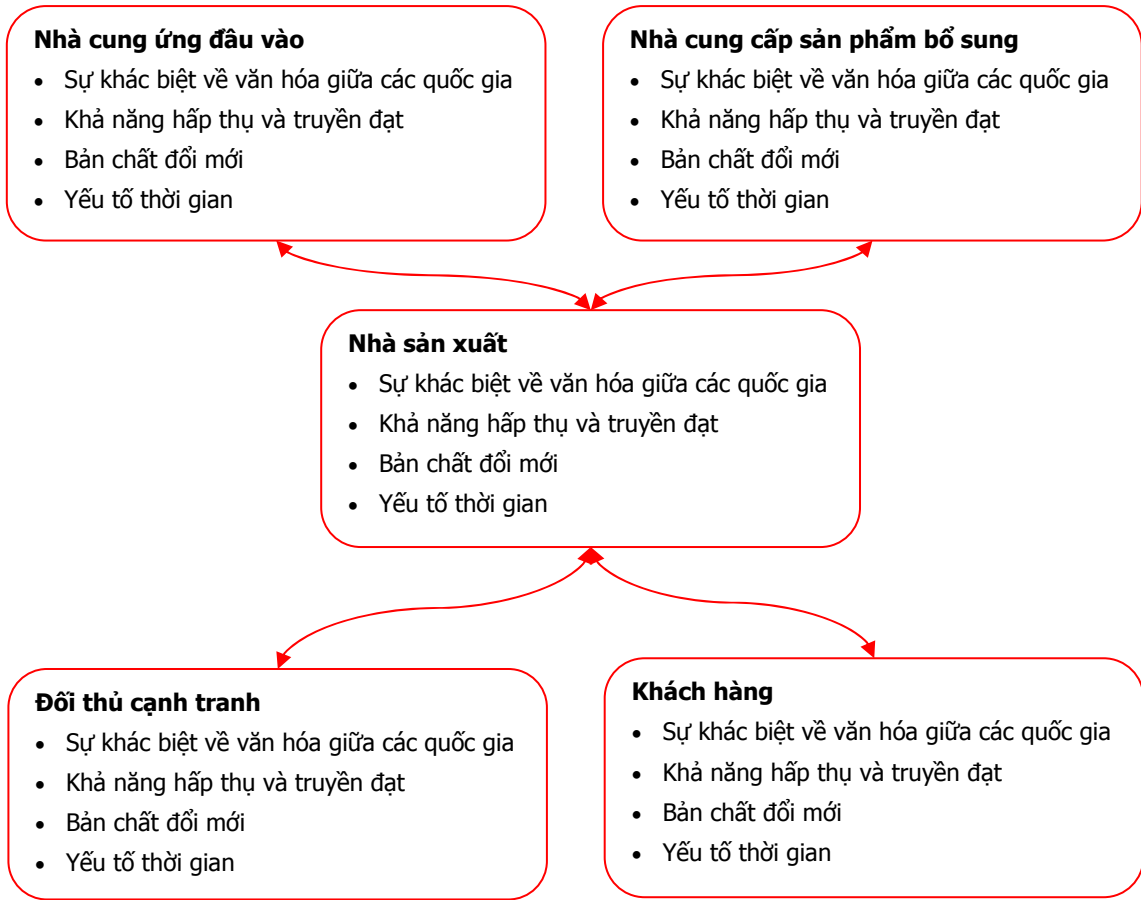 Nhà cung ứng đâu vào
• Sự khác biệt về văn hóa giữa các quốc gia
• Khả năng hấp thụ và truyền đạt
• Bản chất đổi mới
• Yếu tố thời gian
Nhà cung cấp sản phẩm bổ sung
• Sự khác biệt về văn hóa giữa các quốc gia
• Khả năng hấp thụ và truyền đạt
• Bản chất đổi mới
• Yếu tố thời gian
Nhà sản xuất
• Sự khác biệt về văn hóa giữa các quốc gia
• Khả năng hấp thụ và truyền đạt
• Bản chất đổi mới
• Yếu tố thời gian
Đối thủ cạnh tranh
• Sự khác biệt về văn hóa giữa các quốc gia
• Khả năng hấp thụ và truyền đạt
• Bản chất đổi mới
• Yếu tố thời gian
Khách hàng
• Sự khác biệt về văn hóa giữa các quốc gia
• Khả năng hấp thụ và truyền đạt
• Bản chất đổi mới
• Yếu tố thời gian